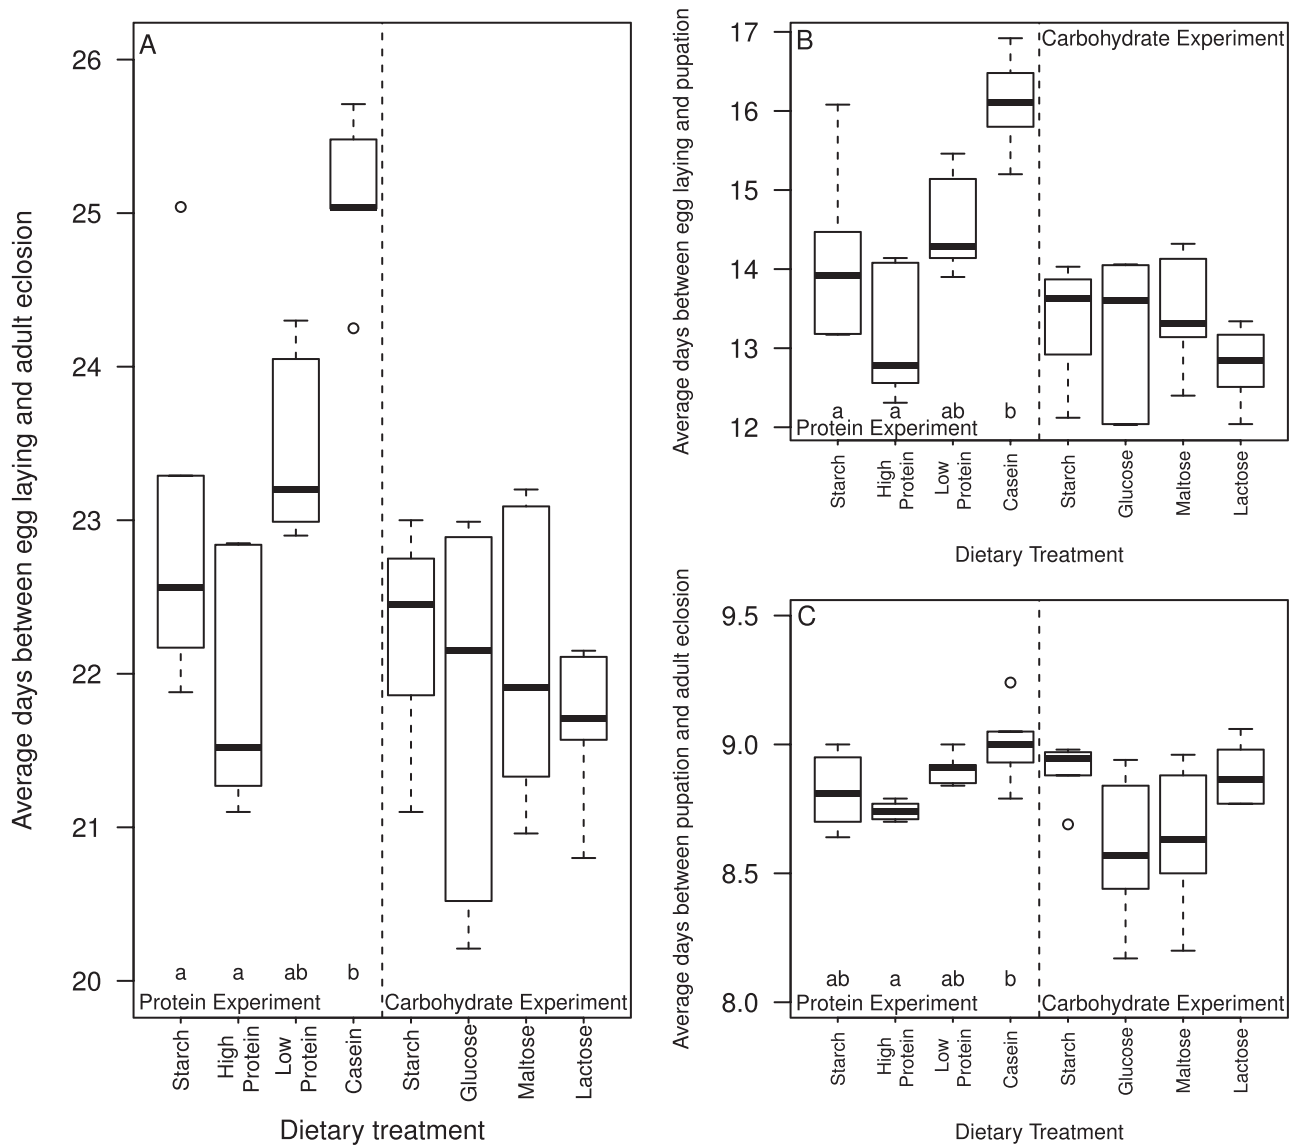 A
Average days between egg laying and adult eclosion
26
25
24
23
22
21
20
a a ab b
Protein Experiment Carbohydrate Experiment
Starch
High
Protein
Low
Protein
Casein
Starch
Glucose
Maltose
Lactose
Dietary treatment
B
Carbohydrate Experiment
Average days between egg laying and pupation
17
16
15
14
13
12
a a ab b
Protein Experiment
Starch
High
Protein
Low
Protein
Casein
Starch
Glucose
Maltose
Lactose
Dietary Treatment
C
Average days between pupation and adult eclosion
9.5
9.0
8.5
8.0
ab a ab b
Protein Experiment Carbohydrate Experiment
Starch
High
Protein
Low
Protein
Casein
Starch
Glucose
Maltose
Lactose
Dietary Treatment